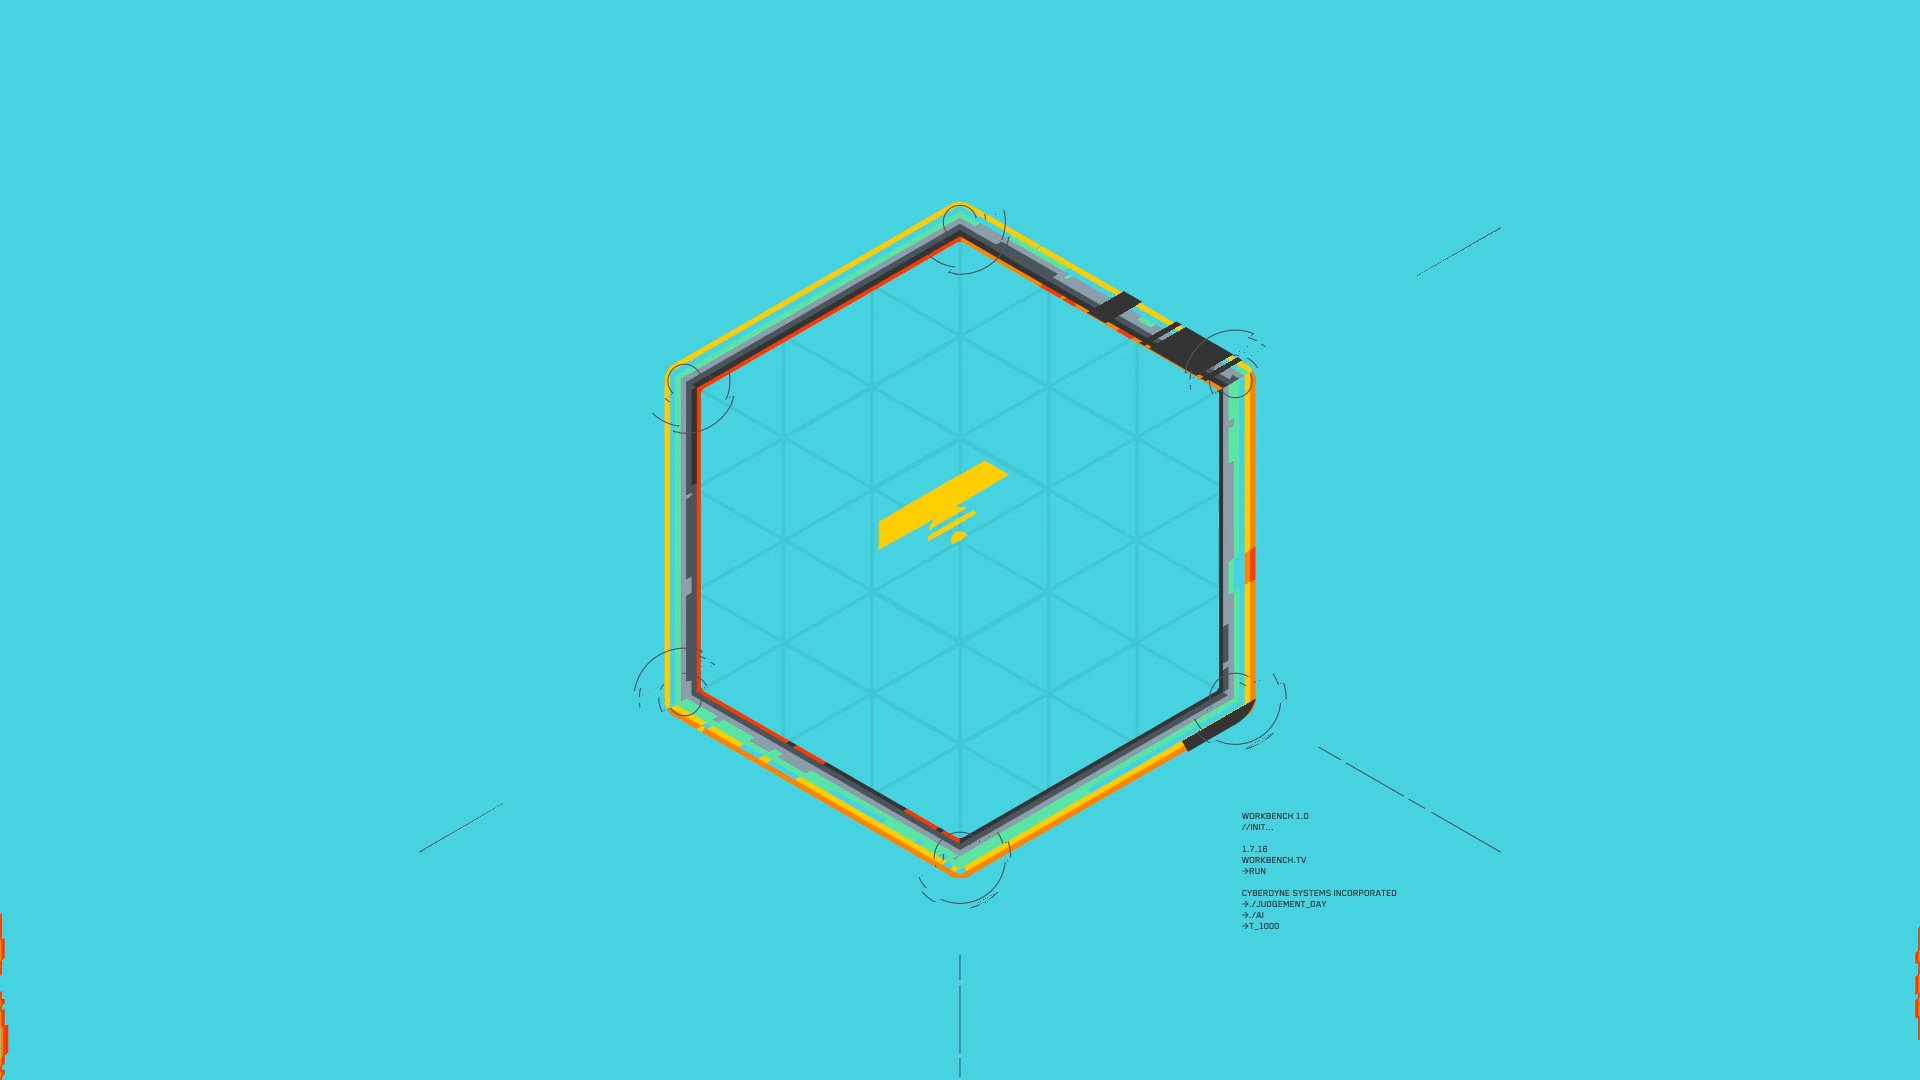 WORKBENCH 1.0
//INIT...
1.7.16
WORKBENCH.TV
→RUN
CYBERDYNE SYSTEMS INCORPORATED
→./JUDGEMENT_DAY
→./AI
→T_1000